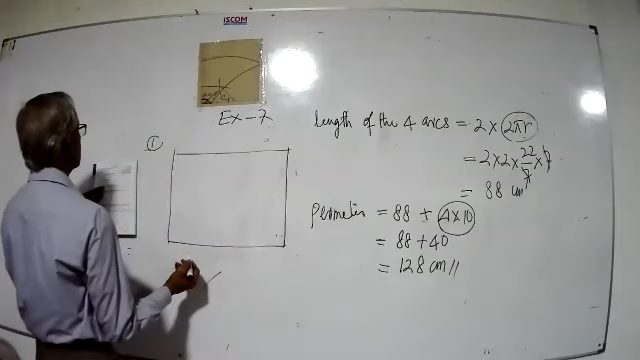 iSCOM
Ex-7
①
Length of the 4 arcs = 2 × 2πr
= 2×2× 22/7 × 7
= 88 cm
Perimeter = 88 + 4×10
= 88 + 40
= 128 cm //